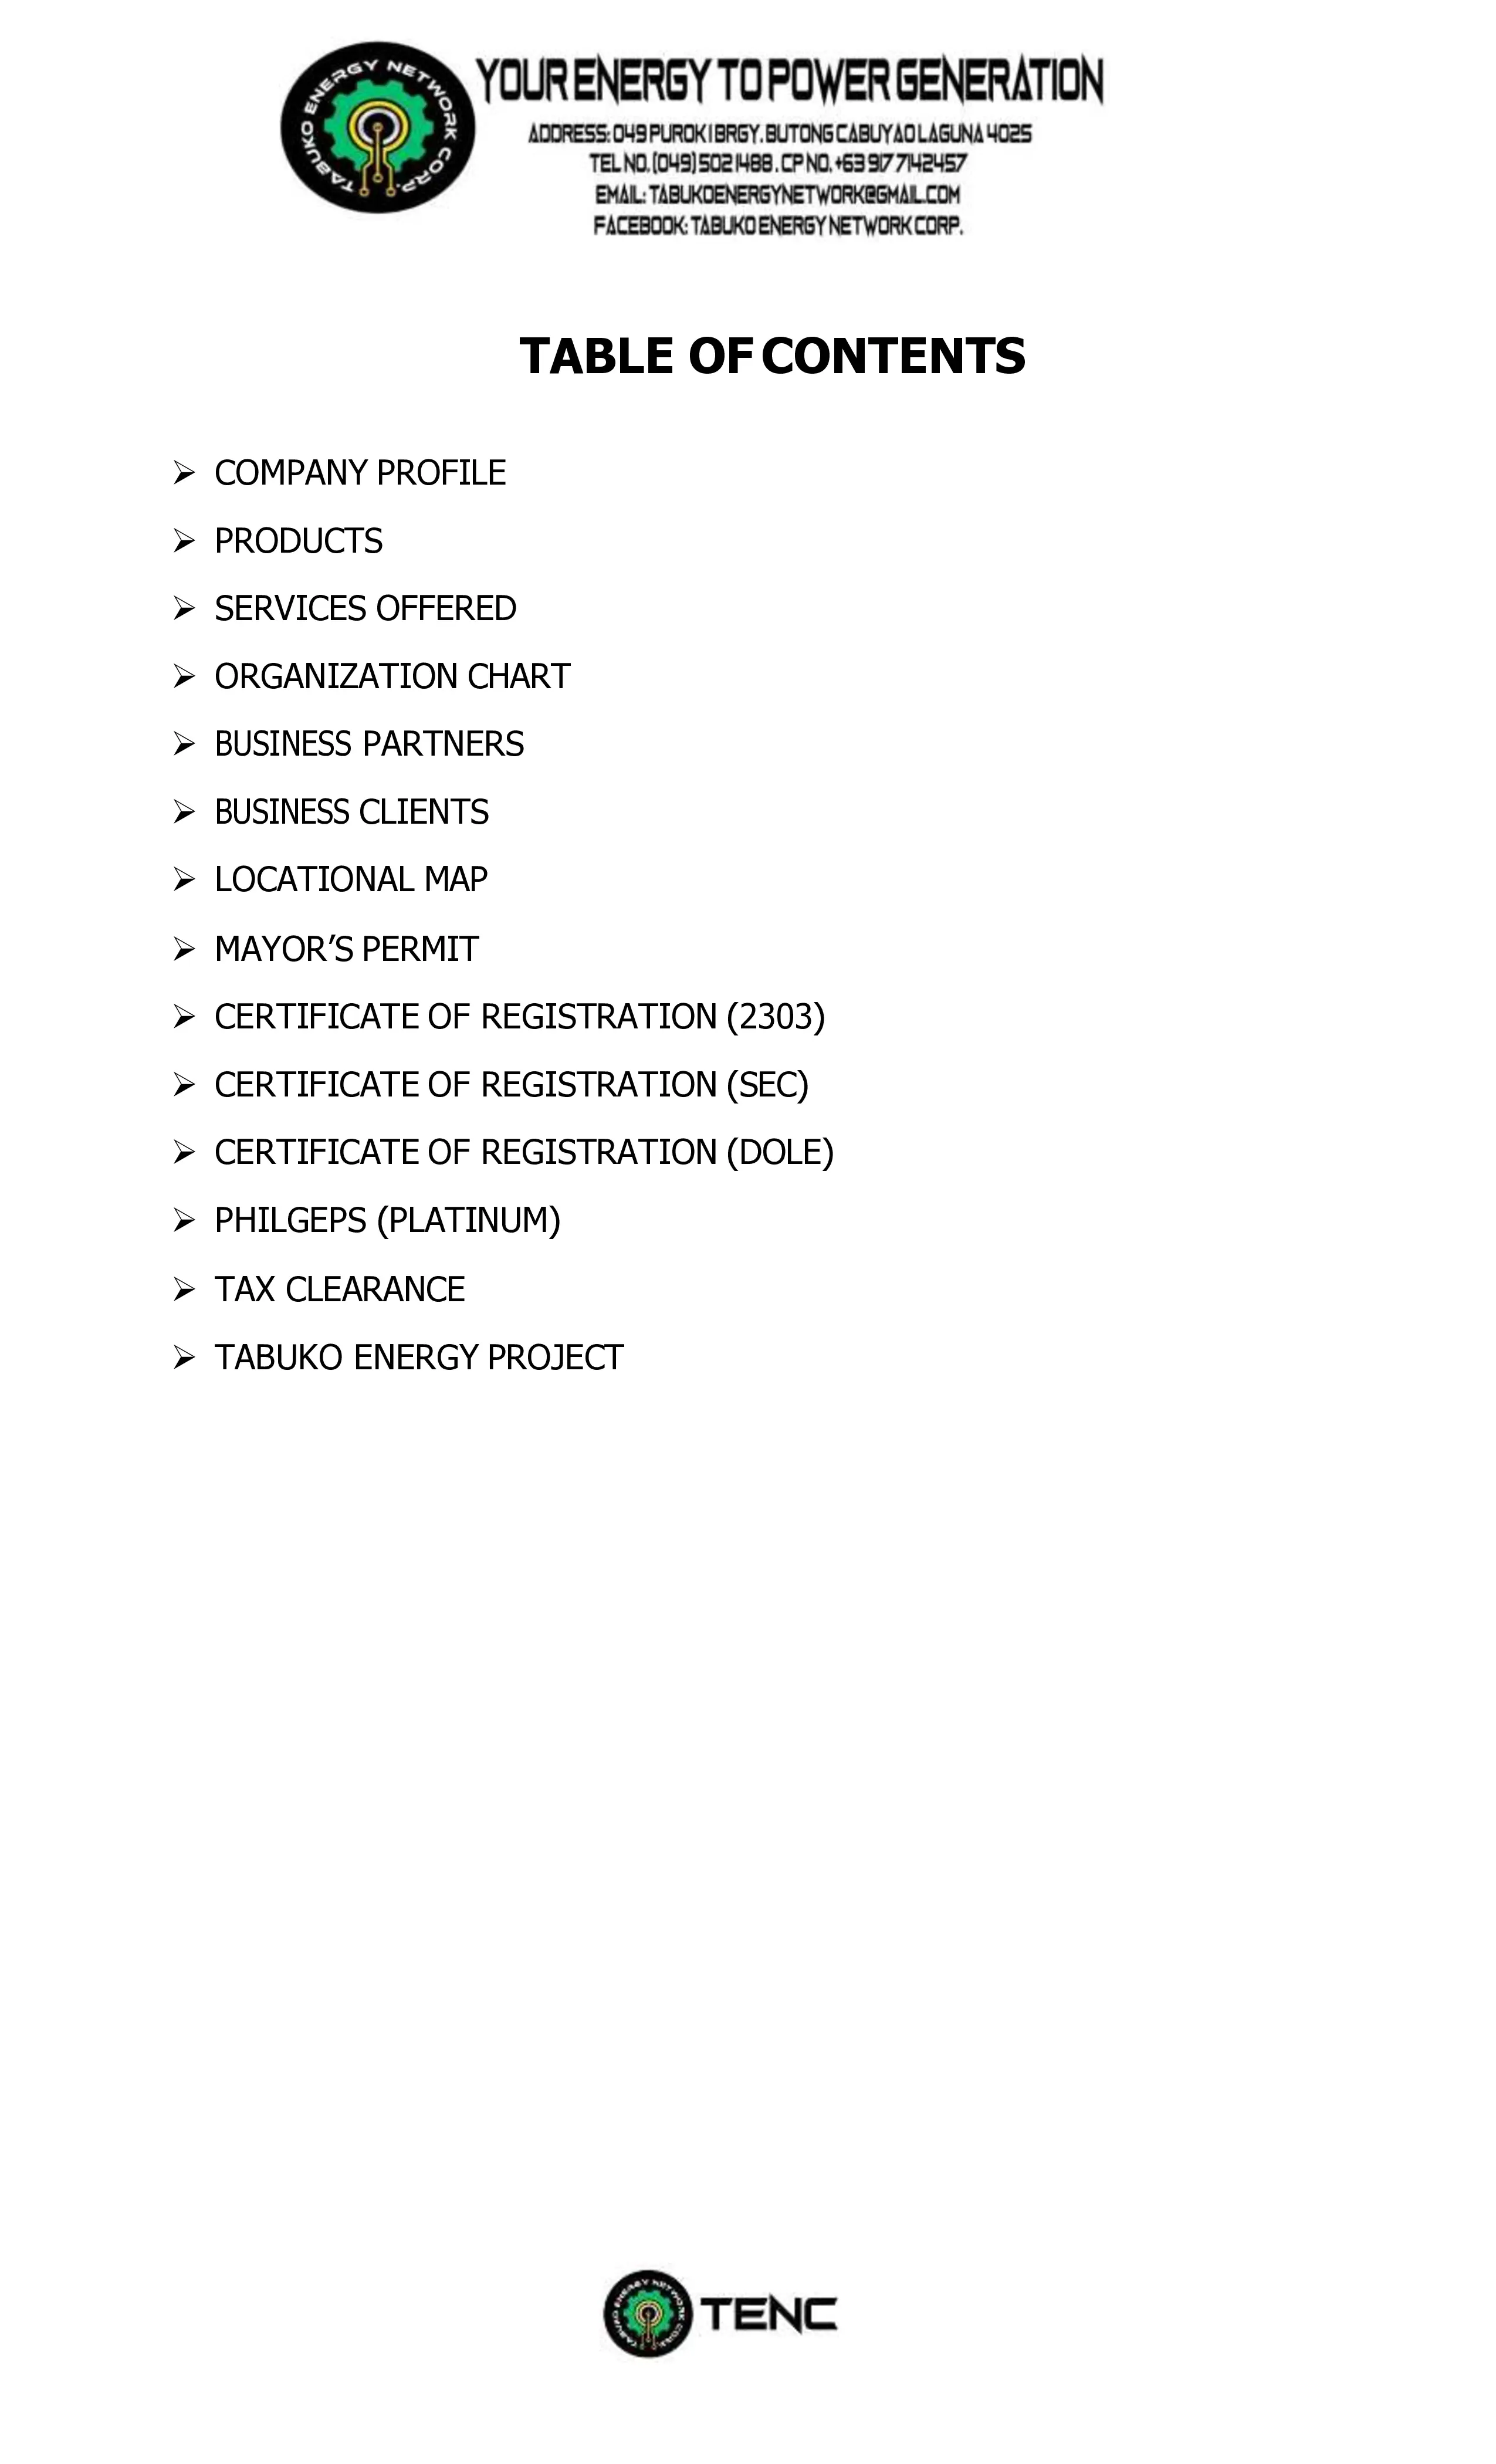 TABUKO ENERGY NETWORK CORP.
YOUR ENERGY TO POWER GENERATION
ADDRESS: 049 PUROK 1 BRGY. BUTONG CABUYAO LAGUNA 4025
TEL NO. (049) 502 1488 . CP NO. +63 917 7142457
EMAIL: TABUKOENERGYNETWORK@GMAIL.COM
FACEBOOK: TABUKO ENERGY NETWORK CORP.
TABLE OF CONTENTS
➢ COMPANY PROFILE
➢ PRODUCTS
➢ SERVICES OFFERED
➢ ORGANIZATION CHART
➢ BUSINESS PARTNERS
➢ BUSINESS CLIENTS
➢ LOCATIONAL MAP
➢ MAYOR’S PERMIT
➢ CERTIFICATE OF REGISTRATION (2303)
➢ CERTIFICATE OF REGISTRATION (SEC)
➢ CERTIFICATE OF REGISTRATION (DOLE)
➢ PHILGEPS (PLATINUM)
➢ TAX CLEARANCE
➢ TABUKO ENERGY PROJECT
TABUKO ENERGY NETWORK CORP.
TENC